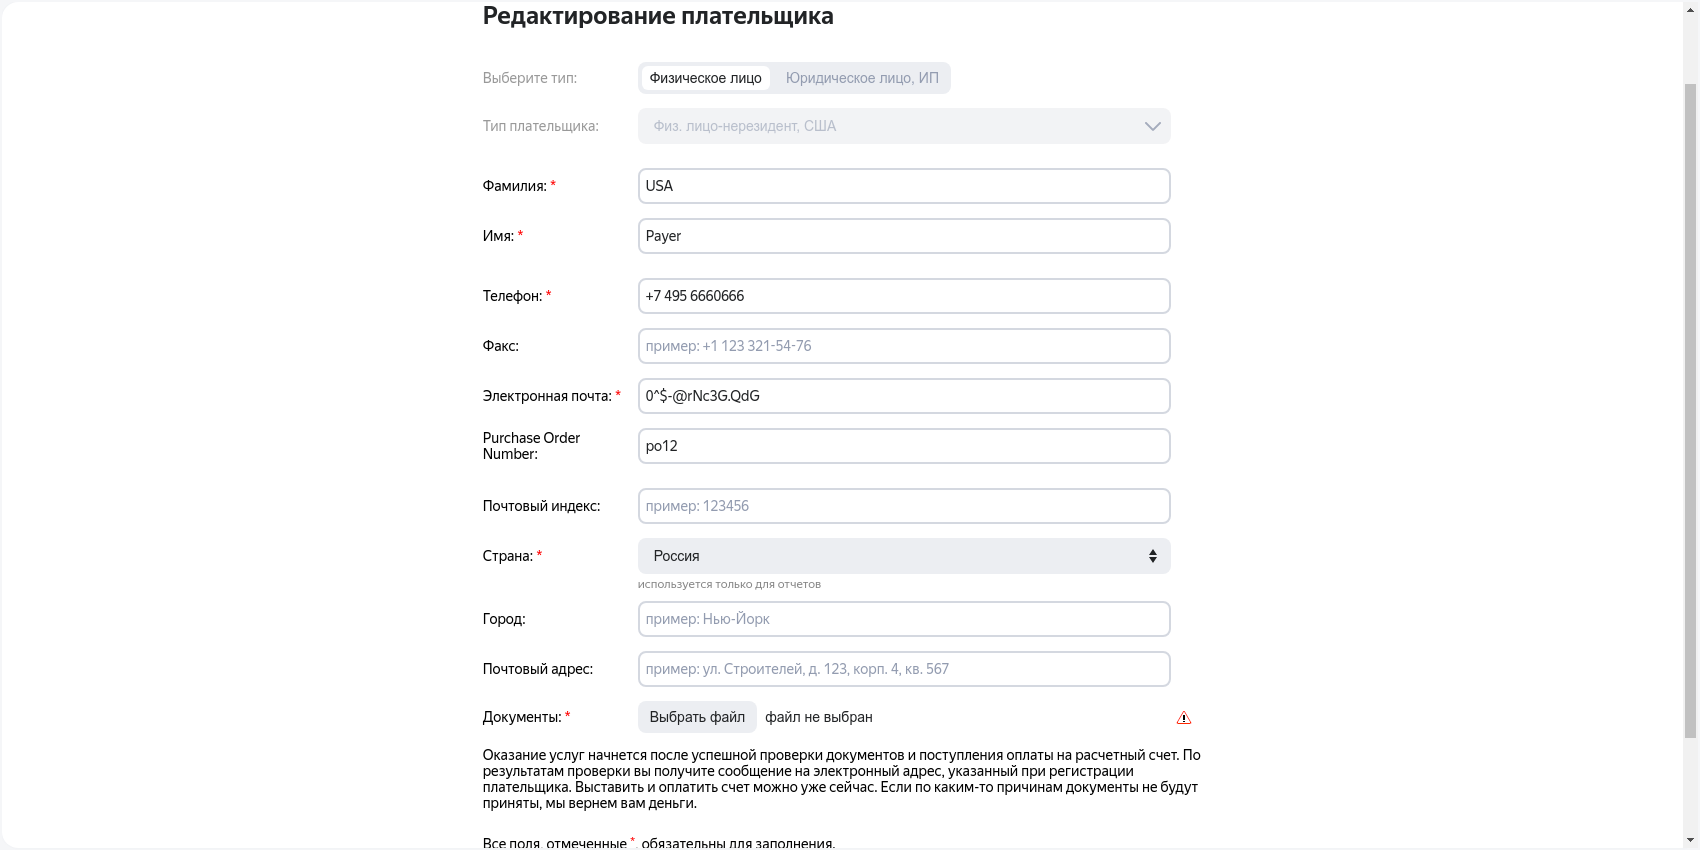 Редактирование плательщика
Выберите тип: Физическое лицо Юридическое лицо, ИП
Тип плательщика: Физ. лицо-нерезидент, США
Фамилия: * USA
Имя: * Payer
Телефон: * +7 495 6660666
Факс: пример: +1 123 321-54-76
Электронная почта: * 0^$-@rNc3G.QdG
Purchase Order
Number: po12
Почтовый индекс: пример: 123456
Страна: * Россия
используется только для отчетов
Город: пример: Нью-Йорк
Почтовый адрес: пример: ул. Строителей, д. 123, корп. 4, кв. 567
Документы: * Выбрать файл файл не выбран
Оказание услуг начнется после успешной проверки документов и поступления оплаты на расчетный счет. По
результатам проверки вы получите сообщение на электронный адрес, указанный при регистрации
плательщика. Выставить и оплатить счет можно уже сейчас. Если по каким-то причинам документы не будут
приняты, мы вернем вам деньги.
Все поля, отмеченные *, обязательны для заполнения.